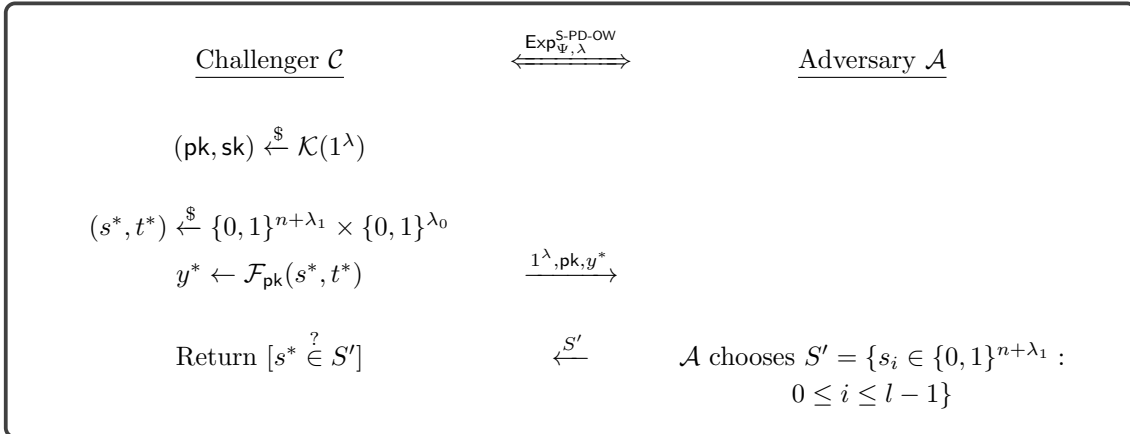 Challenger 𝒞 Exp^{S-PD-OW}_{Ψ,λ} ⟺ Adversary 𝒜
(pk, sk) ←$ 𝒦(1^λ)
(s*, t*) ←$ {0, 1}^{n+λ₁} × {0, 1}^{λ₀}
y* ← ℱ_pk(s*, t*) 1^λ,pk,y* ⟶
Return [s* ∈? S′] S′ ⟵ 𝒜 chooses S′ = {s_i ∈ {0, 1}^{n+λ₁} :
0 ≤ i ≤ l − 1}